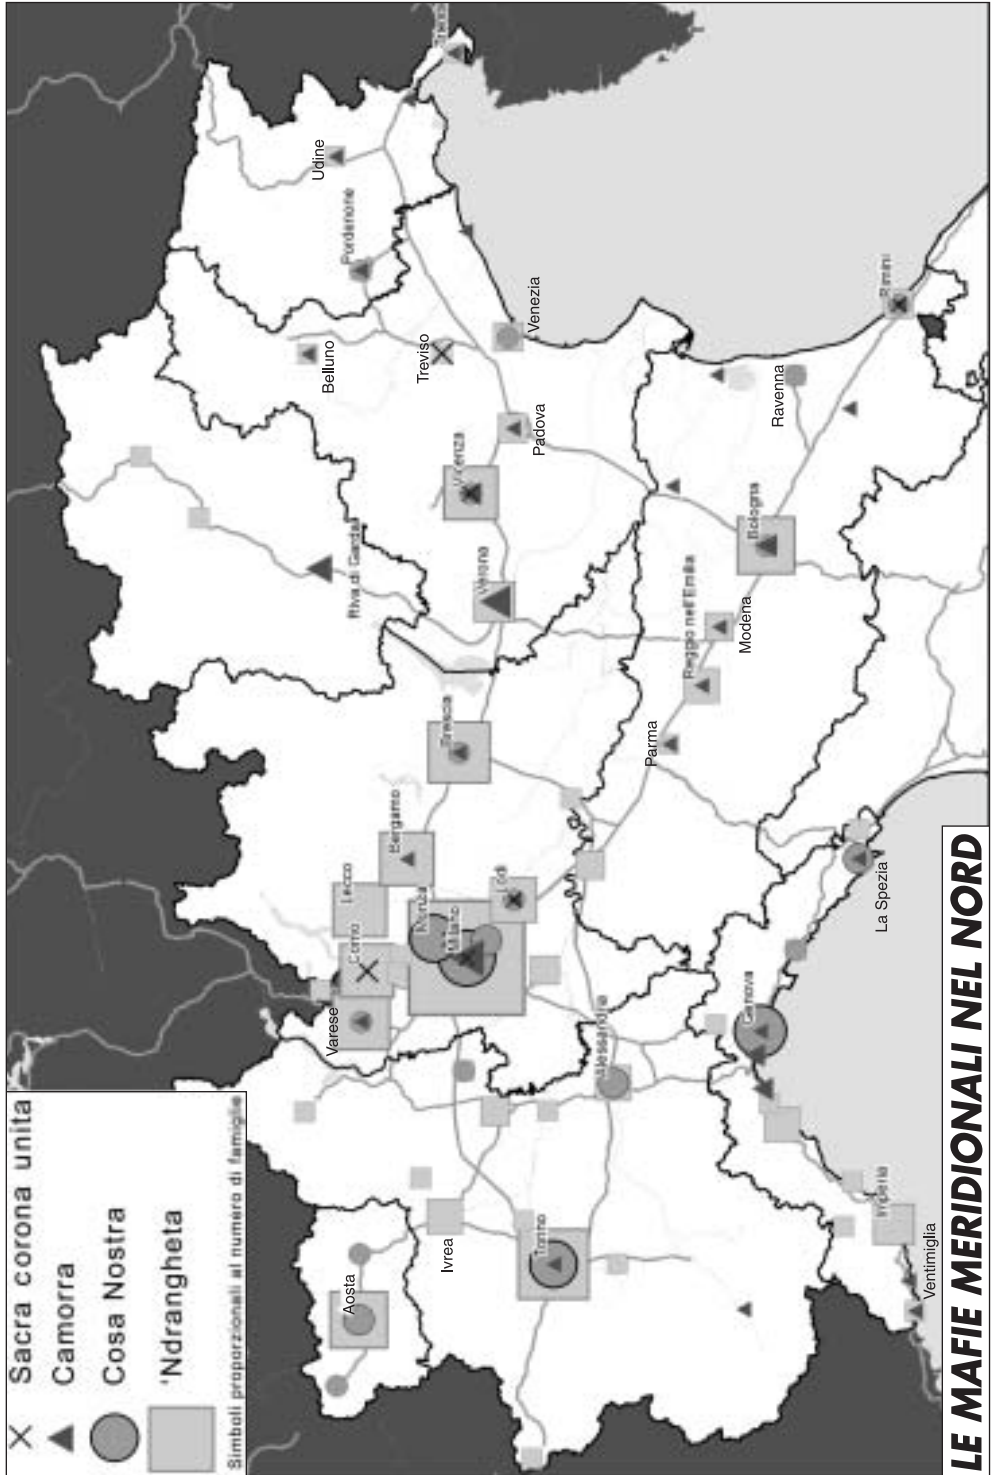 Sacra corona unita
Camorra
Cosa Nostra
'Ndrangheta
Simboli proporzionali al numero di famiglie
LE MAFIE MERIDIONALI NEL NORD
Aosta
Ivrea
Torino
Alessandria
Varese
Como
Lecco
Monza
Milano
Bergamo
Lodi
Brescia
Riva di Garda
Verona
Vicenza
Padova
Belluno
Treviso
Venezia
Pordenone
Udine
Parma
Reggio nell'Emilia
Modena
Bologna
Ravenna
Rimini
La Spezia
Genova
Imperia
Ventimiglia